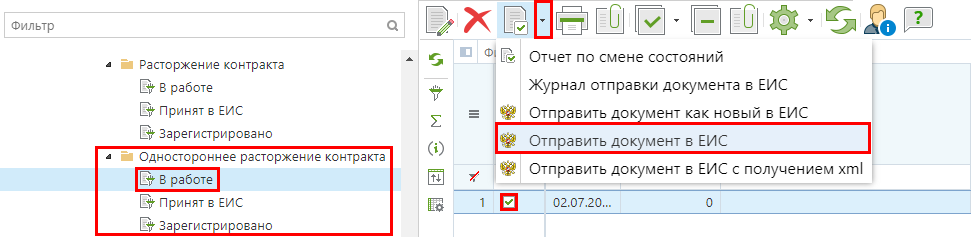 Фильтр
Расторжение контракта
В работе
Принят в ЕИС
Зарегистрировано
Одностороннее расторжение контракта
В работе
Принят в ЕИС
Зарегистрировано
Отчет по смене состояний
Журнал отправки документа в ЕИС
Отправить документ как новый в ЕИС
Отправить документ в ЕИС
Отправить документ в ЕИС с получением xml
1 02.07.20... 0